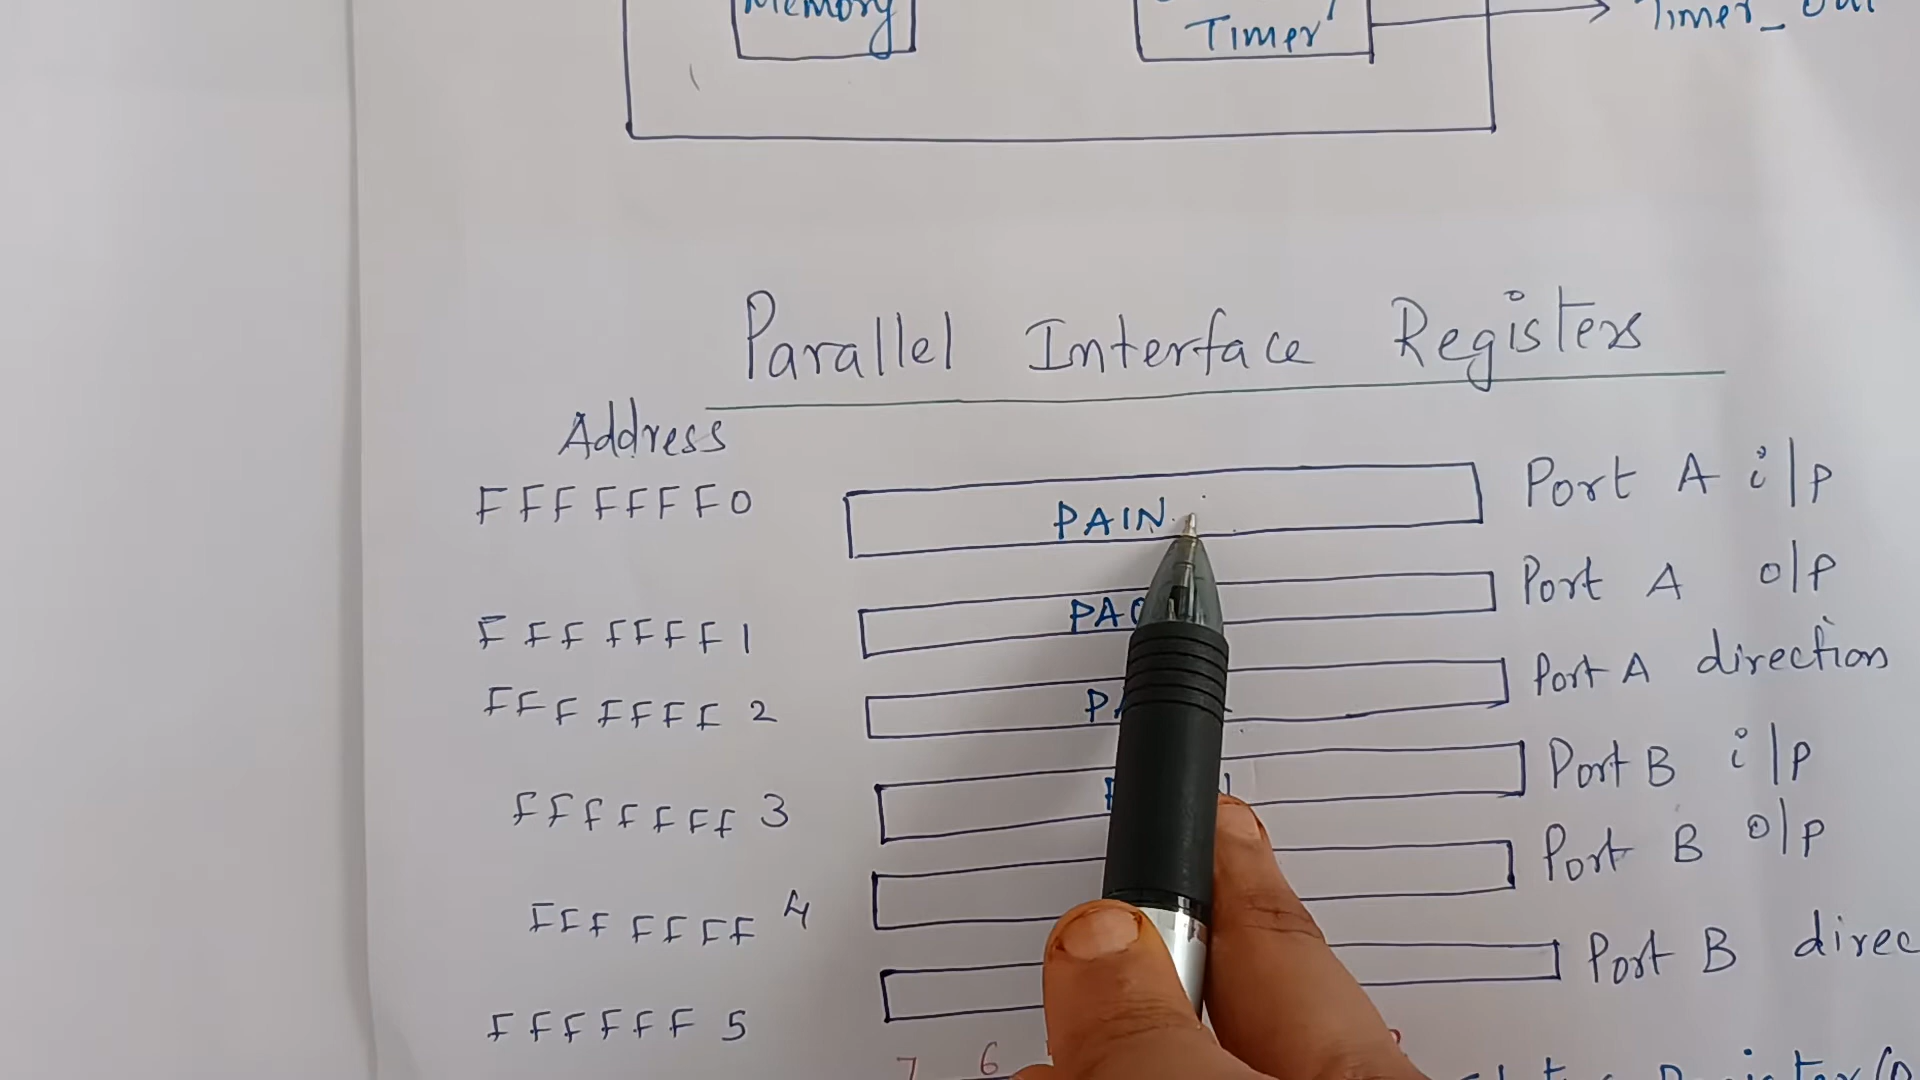 Memory
Timer
Timer_Out
Parallel Interface Registers
Address
FFFFFFF0 PAIN Port A i/p
FFFFFFF1 Port A o/p
FFFFFFF2 Port A direction
FFFFFFF3 Port B i/p
FFFFFFF4 Port B o/p
FFFFFF5 Port B
7 6